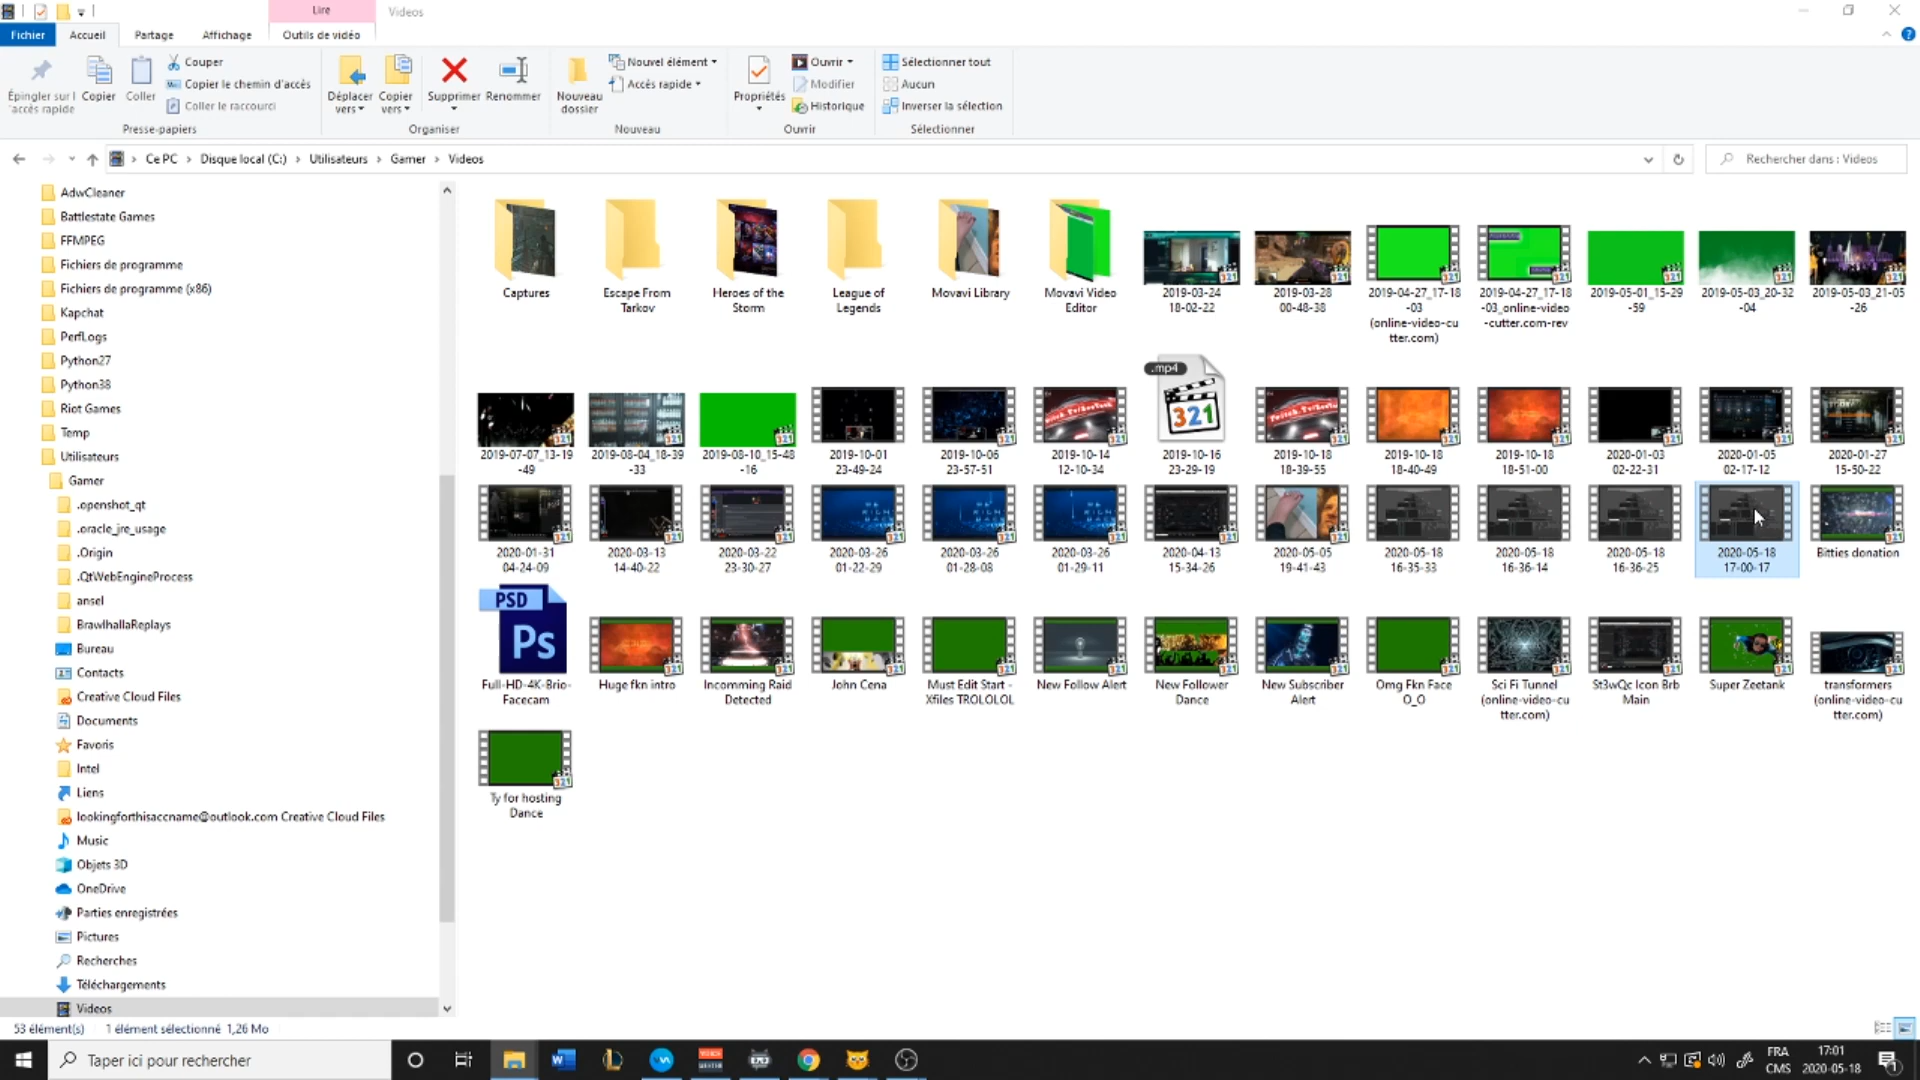 Lire
Videos
Fichier
Accueil
Partage
Affichage
Outils de vidéo
Épingler sur l
'accès rapide
Copier
Coller
Couper
Copier le chemin d'accès
Coller le raccourci
Presse-papiers
Déplacer
vers
Copier
vers
Supprimer
Renommer
Organiser
Nouveau
dossier
Nouvel élément
Accès rapide
Nouveau
Propriétés
Ouvrir
Modifier
Historique
Ouvrir
Sélectionner tout
Aucun
Inverser la sélection
Sélectionner
Ce PC
Disque local (C:)
Utilisateurs
Gamer
Videos
Rechercher dans : Videos
AdwCleaner
Battlestate Games
FFMPEG
Fichiers de programme
Fichiers de programme (x86)
Kapchat
PerfLogs
Python27
Python38
Riot Games
Temp
Utilisateurs
Gamer
.openshot_qt
.oracle_jre_usage
.Origin
.QtWebEngineProcess
ansel
BrawlhallaReplays
Bureau
Contacts
Creative Cloud Files
Documents
Favoris
Intel
Liens
lookingforthisaccname@outlook.com Creative Cloud Files
Music
Objets 3D
OneDrive
Parties enregistrées
Pictures
Recherches
Téléchargements
Videos
Captures
Escape From
Tarkov
Heroes of the
Storm
League of
Legends
Movavi Library
Movavi Video
Editor
2019-03-24
18-02-22
2019-03-28
00-48-38
2019-04-27_17-18
-03
(online-video-cu
tter.com)
2019-04-27_17-18
-03_online-video
-cutter.com-rev
2019-05-01_15-29
-59
2019-05-03_20-32
-04
2019-05-03_21-05
-26
2019-07-07_13-19
-49
2019-08-04_18-39
-33
2019-08-10_15-48
-16
2019-10-01
23-49-24
2019-10-06
23-57-51
2019-10-14
12-10-34
.mp4
321
2019-10-16
23-29-19
2019-10-18
18-39-55
2019-10-18
18-40-49
2019-10-18
18-51-00
2020-01-03
02-22-31
2020-01-05
02-17-12
2020-01-27
15-50-22
2020-01-31
04-24-09
2020-03-13
14-40-22
2020-03-22
23-30-27
2020-03-26
01-22-29
2020-03-26
01-28-08
2020-03-26
01-29-11
2020-04-13
15-34-26
2020-05-05
19-41-43
2020-05-18
16-35-33
2020-05-18
16-36-14
2020-05-18
16-36-25
2020-05-18
17-00-17
Bitties donation
PSD
Ps
Full-HD-4K-Brio-
Facecam
Huge fkn intro
Incomming Raid
Detected
John Cena
Must Edit Start -
Xfiles TROLOLOL
New Follow Alert
New Follower
Dance
New Subscriber
Alert
Omg Fkn Face
O_O
Sci Fi Tunnel
(online-video-cu
tter.com)
St3wQc Icon Brb
Main
Super Zeetank
transformers
(online-video-cu
tter.com)
Ty for hosting
Dance
53 élément(s)
1 élément sélectionné 1,26 Mo
Taper ici pour rechercher
FRA
CMS
17:01
2020-05-18